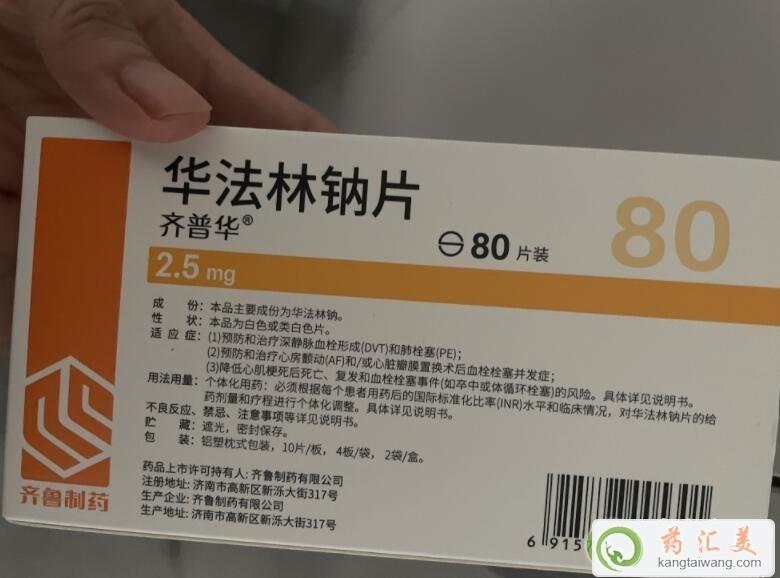 华法林钠片
齐普华®
80 片装
80
2.5 mg
成 份：本品主要成份为华法林钠。
性 状：本品为白色或类白色片。
适 应 症：(1)预防和治疗深静脉血栓形成(DVT)和肺栓塞(PE)；
(2)预防和治疗心房颤动(AF)和/或心脏瓣膜置换术后血栓栓塞并发症；
(3)降低心肌梗死后死亡、复发和血栓栓塞事件(如卒中或体循环栓塞)的风险。具体详见说明书。
用法用量：个体化用药：必须根据每个患者用药后的国际标准化比率(INR)水平和临床情况，对华法林钠片的给
药剂量和疗程进行个体化调整。具体详见说明书。
不良反应、禁忌、注意事项等详见说明书。
贮 藏：遮光，密封保存。
包 装：铝塑枕式包装，10片/板，4板/袋，2袋/盒。
药品上市许可持有人：齐鲁制药有限公司
注册地址：济南市高新区新泺大街317号
生产企业：齐鲁制药有限公司
生产地址：济南市高新区新泺大街317号
齐鲁制药
6 915
药汇美
kangtaiwang.com